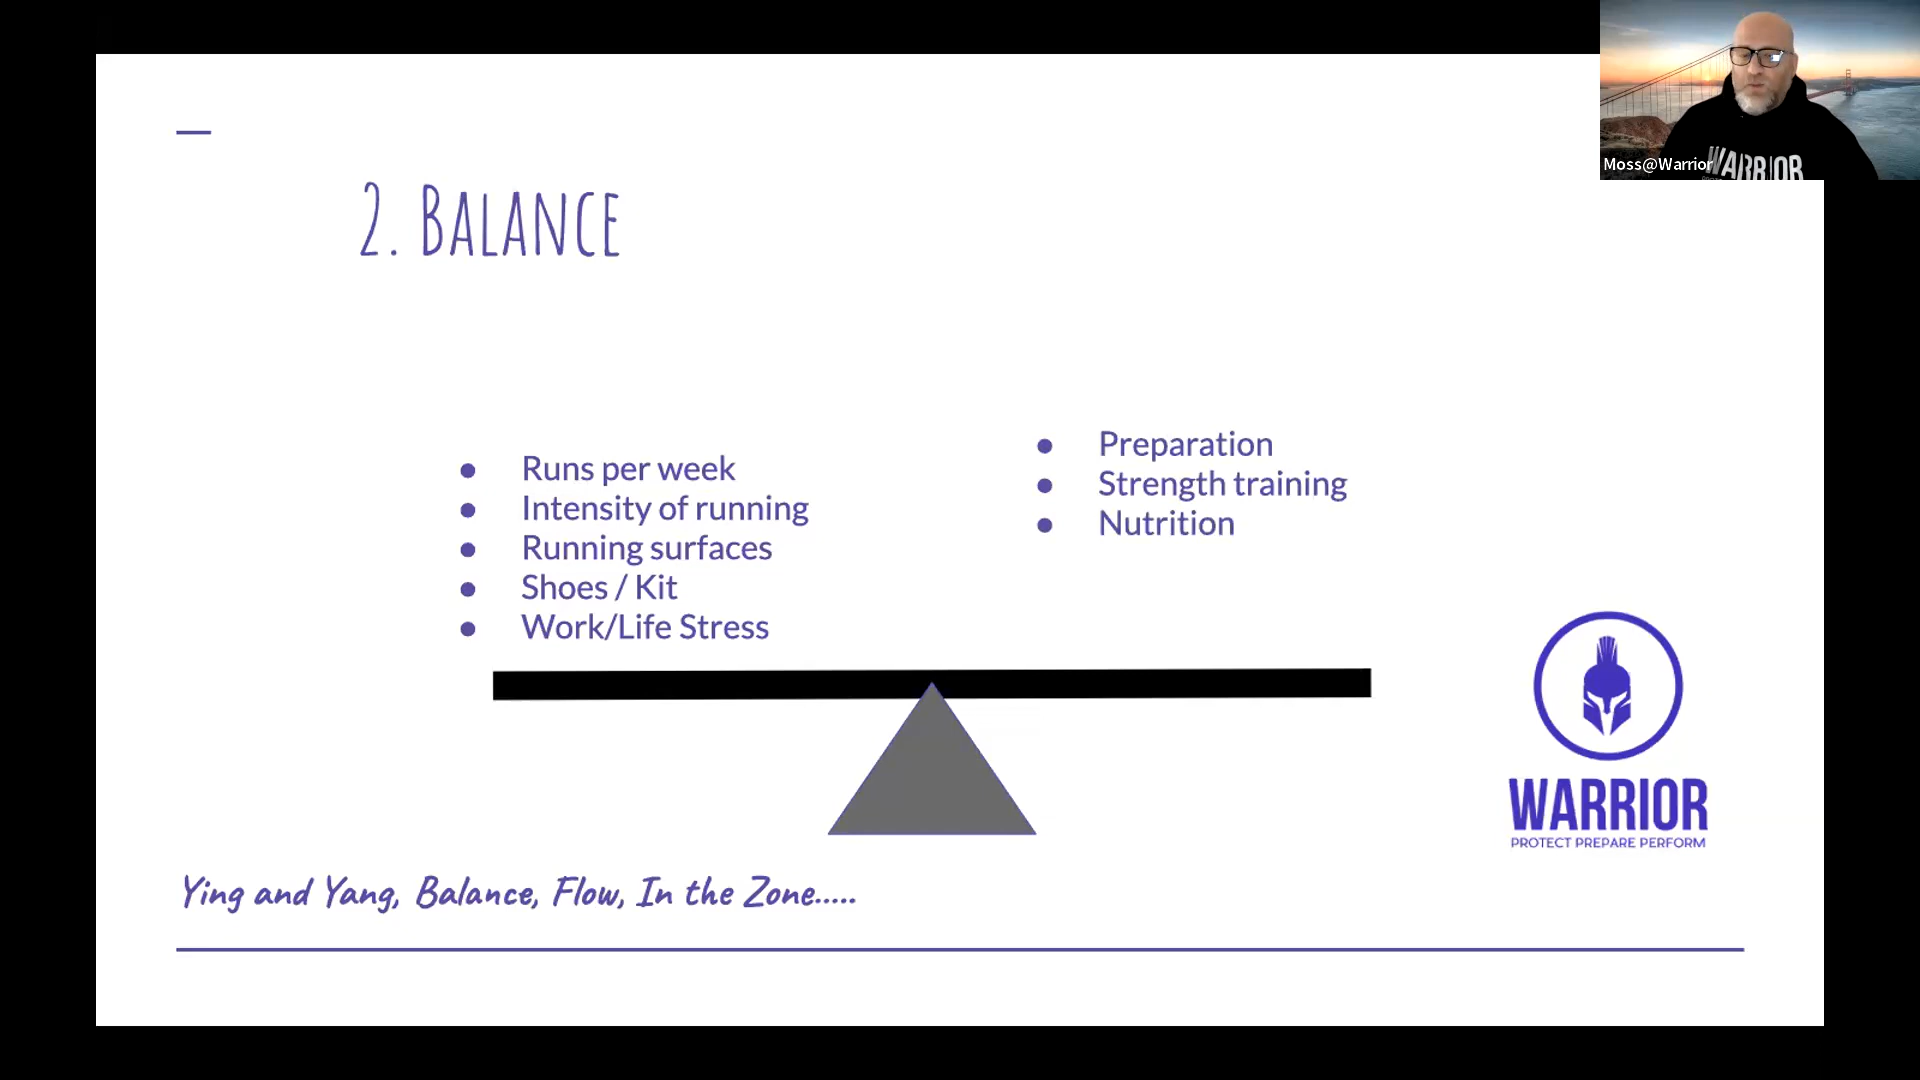 Moss@Warrior
WARRIOR
2. BALANCE
Runs per week
Intensity of running
Running surfaces
Shoes / Kit
Work/Life Stress
Preparation
Strength training
Nutrition
WARRIOR
PROTECT PREPARE PERFORM
Ying and Yang, Balance, Flow, In the Zone.....